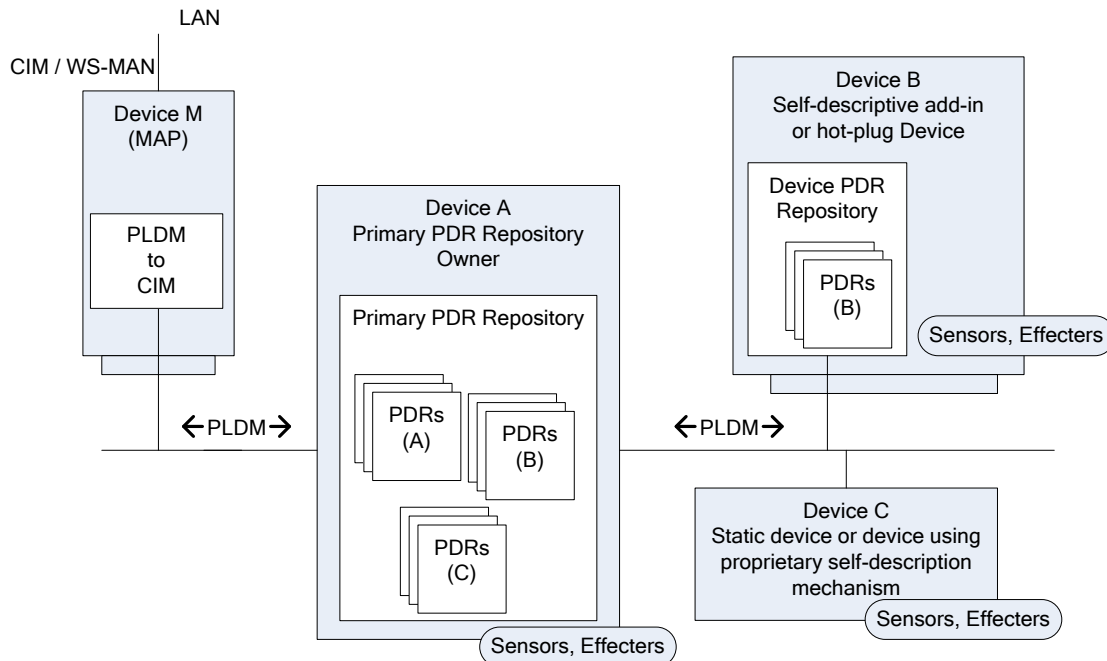 LAN
CIM / WS-MAN
Device M
(MAP)
PLDM
to
CIM
Device A
Primary PDR Repository
Owner
Primary PDR Repository
PDRs
(A)
PDRs
(B)
PDRs
(C)
Sensors, Effecters
PLDM
PLDM
Device B
Self-descriptive add-in
or hot-plug Device
Device PDR
Repository
PDRs
(B)
Sensors, Effecters
Device C
Static device or device using
proprietary self-description
mechanism
Sensors, Effecters